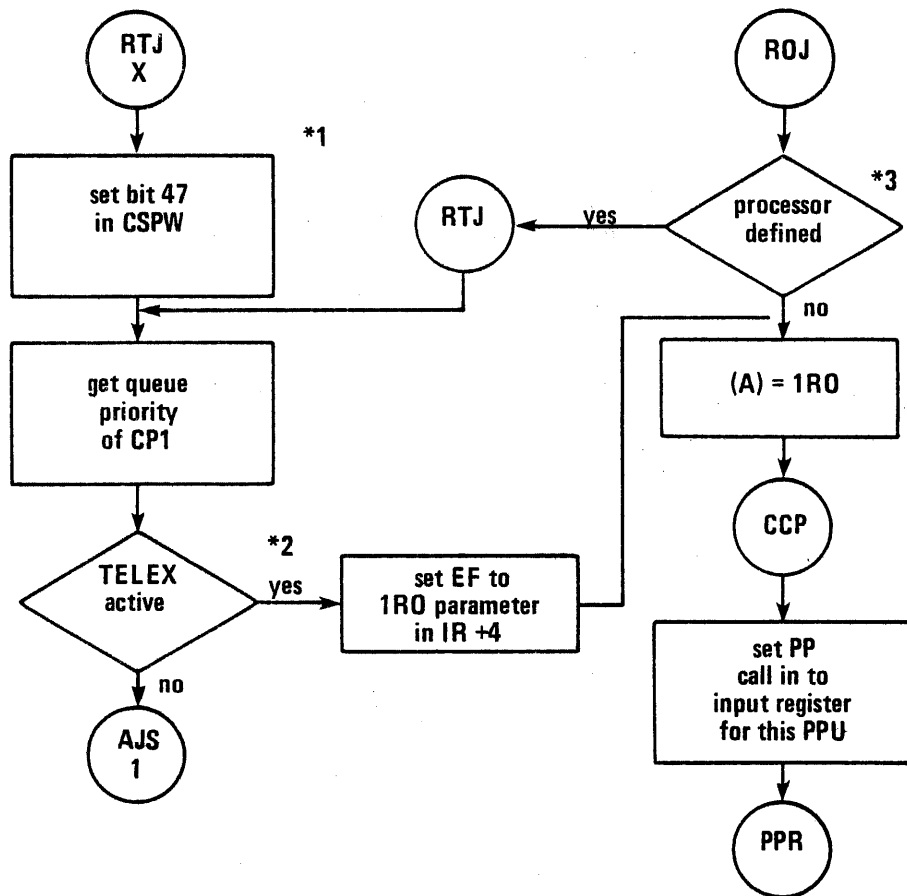 RTJ
X
*1
set bit 47
in CSPW
get queue
priority
of CP1
*2
TELEX
active
yes
no
AJS
1
set EF to
1RO parameter
in IR +4
ROJ
*3
processor
defined
yes
RTJ
no
(A) = 1RO
CCP
set PP
call in to
input register
for this PPU
PPR